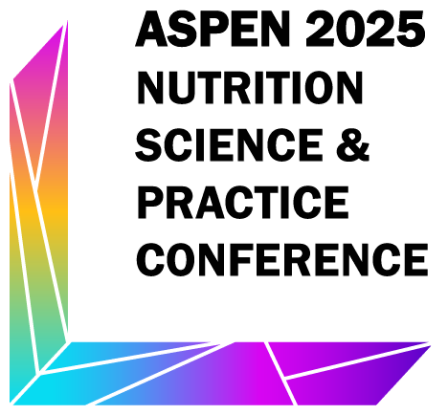 ASPEN 2025
NUTRITION
SCIENCE &
PRACTICE
CONFERENCE